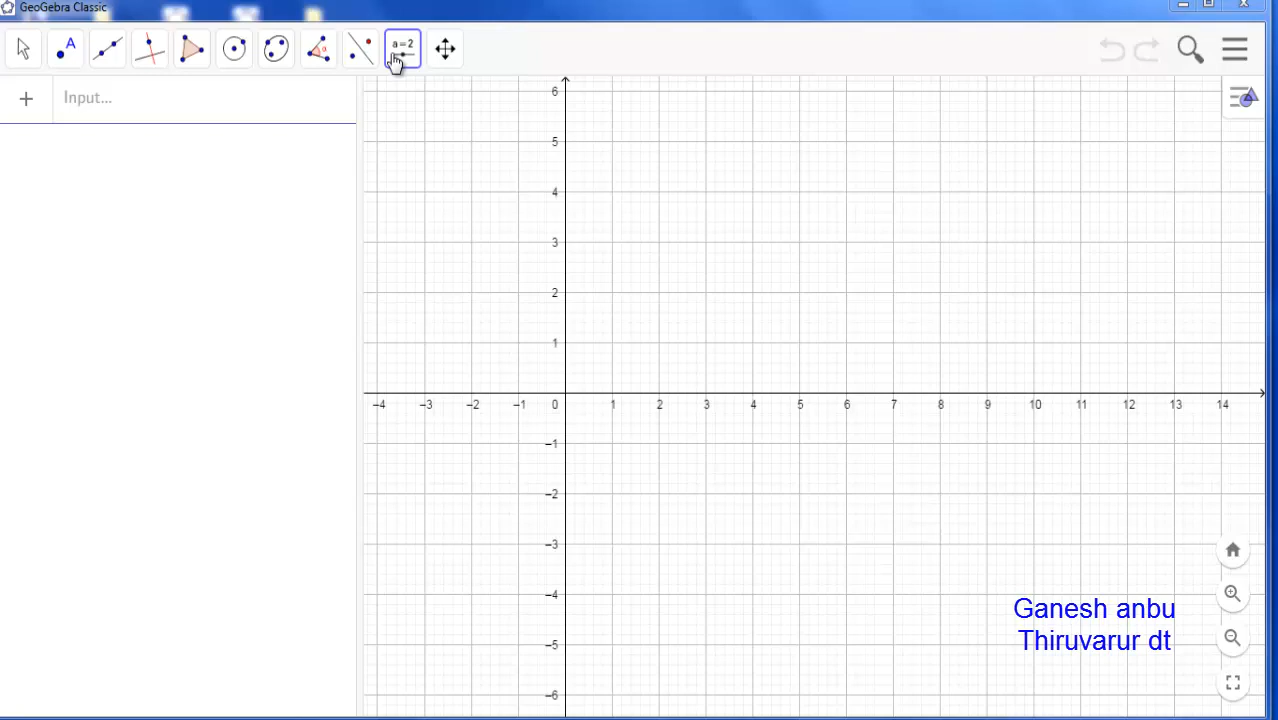 GeoGebra Classic
A
a=2
Input...
6
5
4
3
2
1
−4 −3 −2 −1 0 1 2 3 4 5 6 7 8 9 10 11 12 13 14
−1
−2
−3
−4
−5
−6
Ganesh anbu
Thiruvarur dt